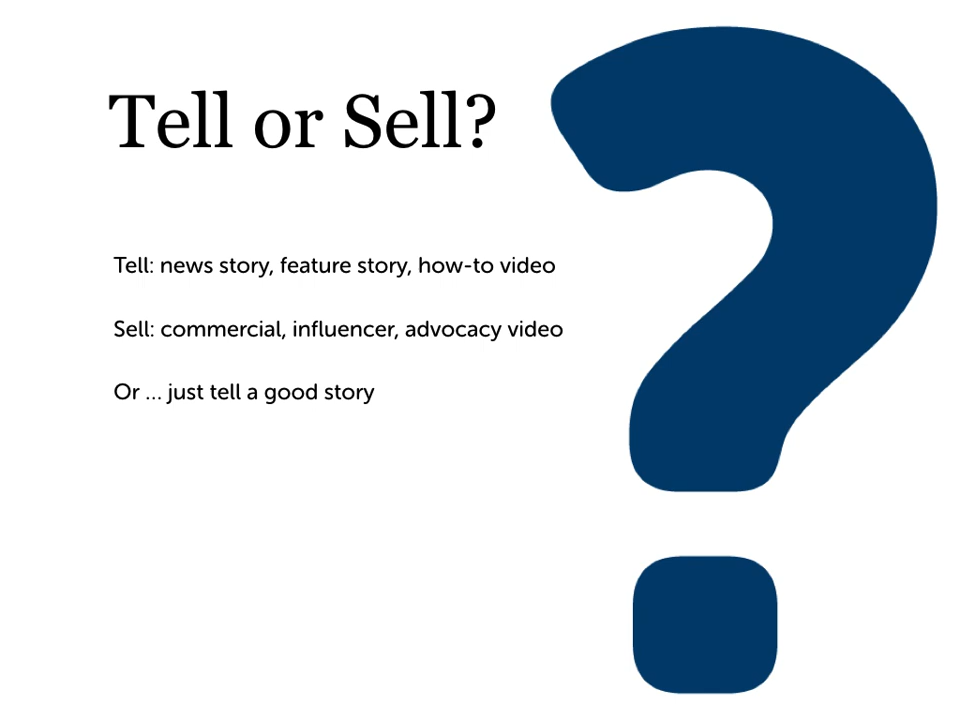 Tell or Sell?
Tell: news story, feature story, how-to video
Sell: commercial, influencer, advocacy video
Or ... just tell a good story
?